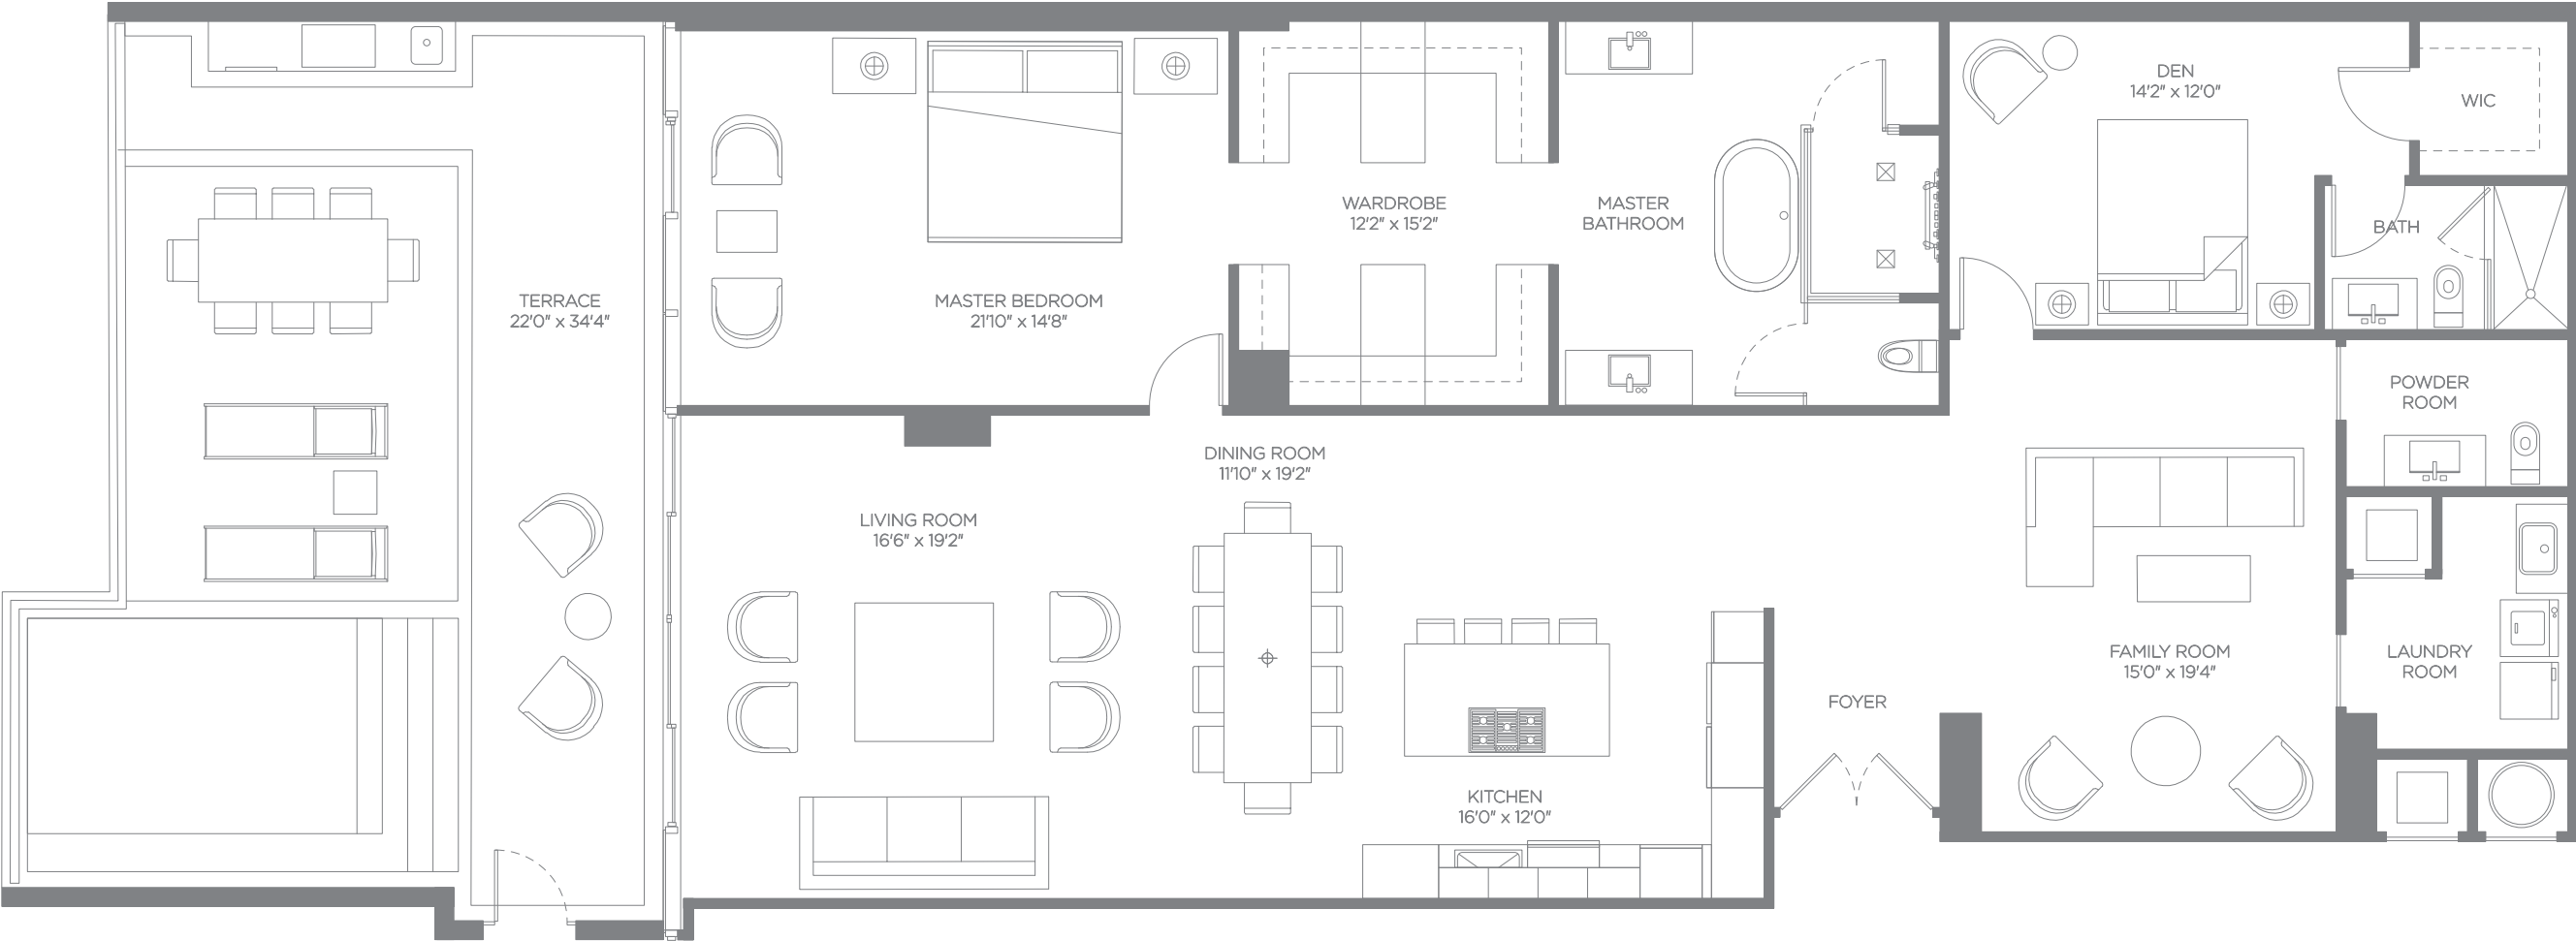 TERRACE
22'0" x 34'4"
MASTER BEDROOM
21'10" x 14'8"
WARDROBE
12'2" x 15'2"
MASTER
BATHROOM
DEN
14'2" x 12'0"
WIC
BATH
POWDER
ROOM
DINING ROOM
11'10" x 19'2"
LIVING ROOM
16'6" x 19'2"
KITCHEN
16'0" x 12'0"
FOYER
FAMILY ROOM
15'0" x 19'4"
LAUNDRY
ROOM